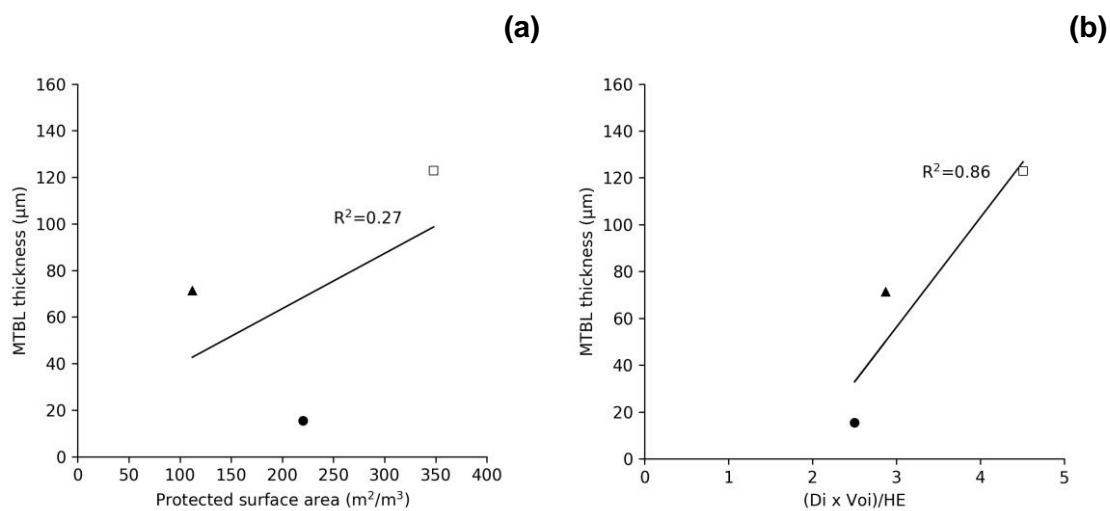 (a)
160
140
120
100
80
60
40
20
0
MTBL thickness (µm)
R²=0.27
0 50 100 150 200 250 300 350 400
Protected surface area (m²/m³)
(b)
160
140
120
100
80
60
40
20
0
MTBL thickness (µm)
R²=0.86
0 1 2 3 4 5
(Di x Voi)/HE